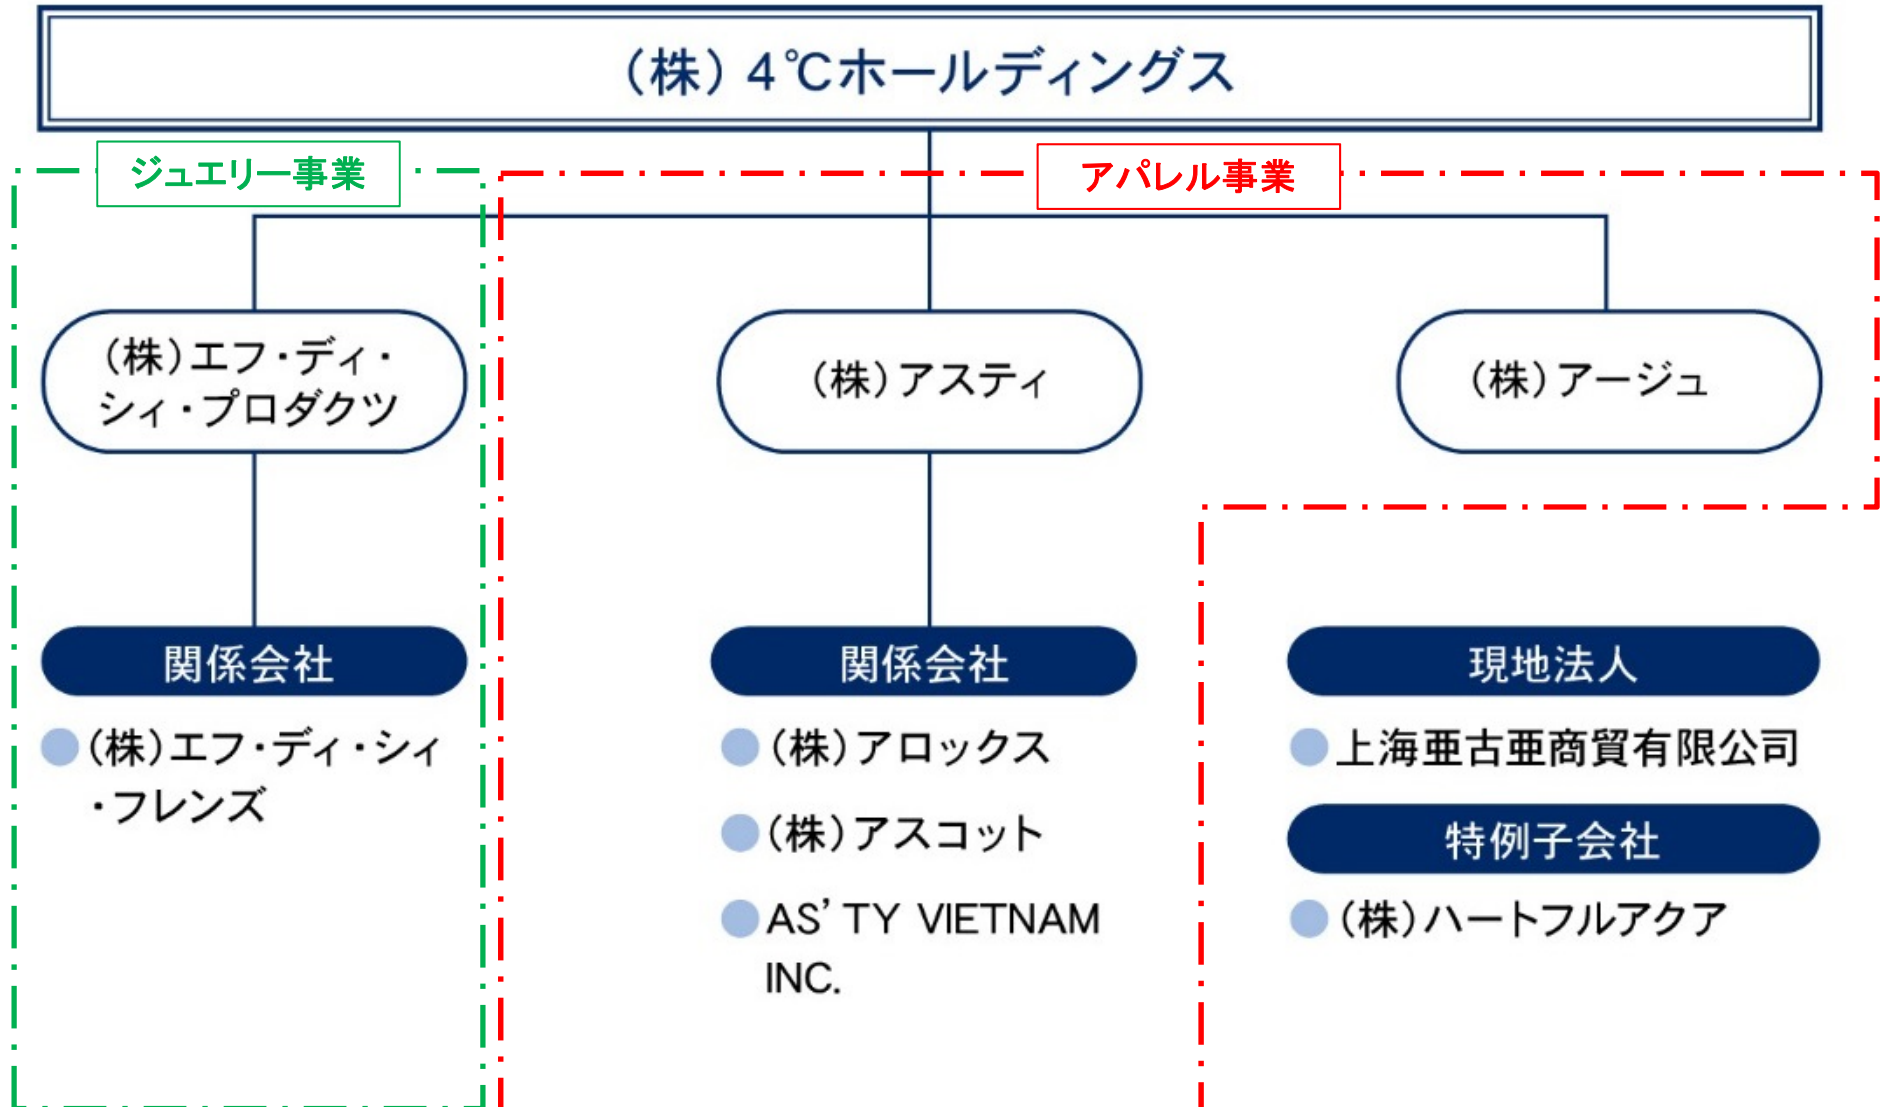 (株) 4℃ホールディングス
ジュエリー事業
アパレル事業
(株)エフ・ディ・
シィ・プロダクツ
(株)アスティ
(株)アージュ
関係会社
(株)エフ・ディ・シィ
・フレンズ
関係会社
(株)アロックス
(株)アスコット
AS' TY VIETNAM
INC.
現地法人
上海亜古亜商貿有限公司
特例子会社
(株)ハートフルアクア